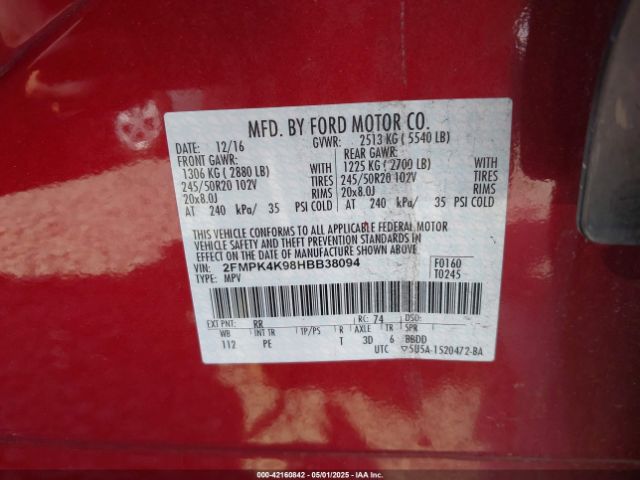 MFD. BY FORD MOTOR CO.
DATE: 12/16 GVWR: 2513 KG ( 5540 LB)
FRONT GAWR: REAR GAWR:
1306 KG ( 2880 LB) WITH 1225 KG ( 2700 LB) WITH
245/50R20 102V TIRES 245/50R20 102V TIRES
20x8.0J RIMS 20x8.0J RIMS
AT 240 kPa/ 35 PSI COLD AT 240 kPa/ 35 PSI COLD
THIS VEHICLE CONFORMS TO ALL APPLICABLE FEDERAL MOTOR
VEHICLE SAFETY AND THEFT PREVENTION STANDARDS IN
EFFECT ON THE DATE OF MANUFACTURE SHOWN ABOVE.
VIN: 2FMPK4K98HBB38094 F0160
TYPE: MPV T0245
EXT PNT: RR RC: 74 DSO:
WB INT TR TP/PS R AXLE TR SPR
112 PE T 3D 6 BBDD
UTC ▽5U5A-1520472-BA
000-42160842 - 05/01/2025 - IAAI.com